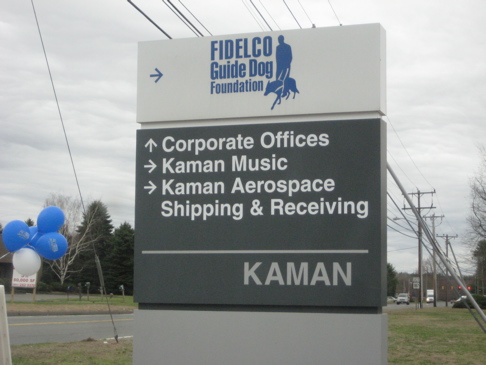 FIDELCO
Guide Dog
Foundation
→
↑ Corporate Offices
→ Kaman Music
→ Kaman Aerospace
Shipping & Receiving
KAMAN